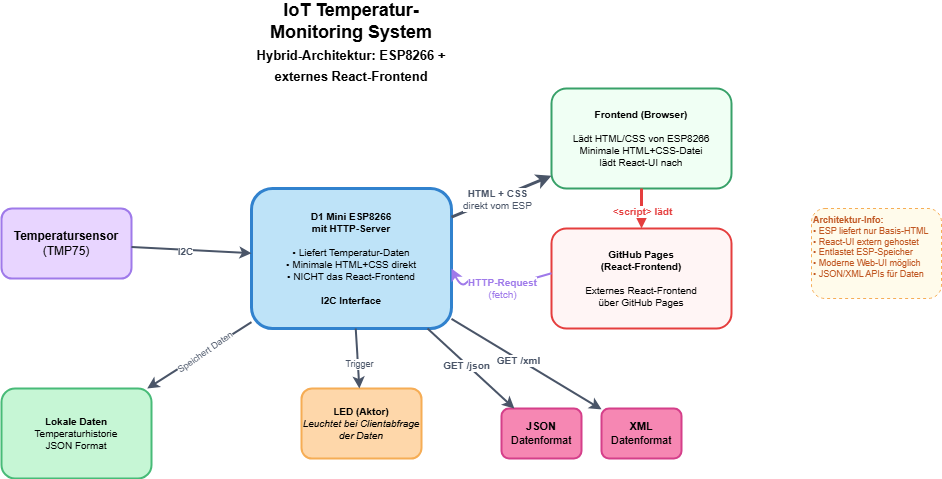 IoT Temperatur-
Monitoring System
Hybrid-Architektur: ESP8266 +
externes React-Frontend
Frontend (Browser)
Lädt HTML/CSS von ESP8266
Minimale HTML+CSS-Datei
lädt React-UI nach
HTML + CSS
direkt vom ESP
<script> lädt
D1 Mini ESP8266
mit HTTP-Server
• Liefert Temperatur-Daten
• Minimale HTML+CSS direkt
• NICHT das React-Frontend
I2C Interface
Temperatursensor
(TMP75)
I2C
GitHub Pages
(React-Frontend)
Externes React-Frontend
über GitHub Pages
HTTP-Request
(fetch)
Architektur-Info:
• ESP liefert nur Basis-HTML
• React-UI extern gehostet
• Entlastet ESP-Speicher
• Moderne Web-UI möglich
• JSON/XML APIs für Daten
Speichert Daten
Trigger
GET /json
GET /xml
Lokale Daten
Temperaturhistorie
JSON Format
LED (Aktor)
Leuchtet bei Clientabfrage
der Daten
JSON
Datenformat
XML
Datenformat